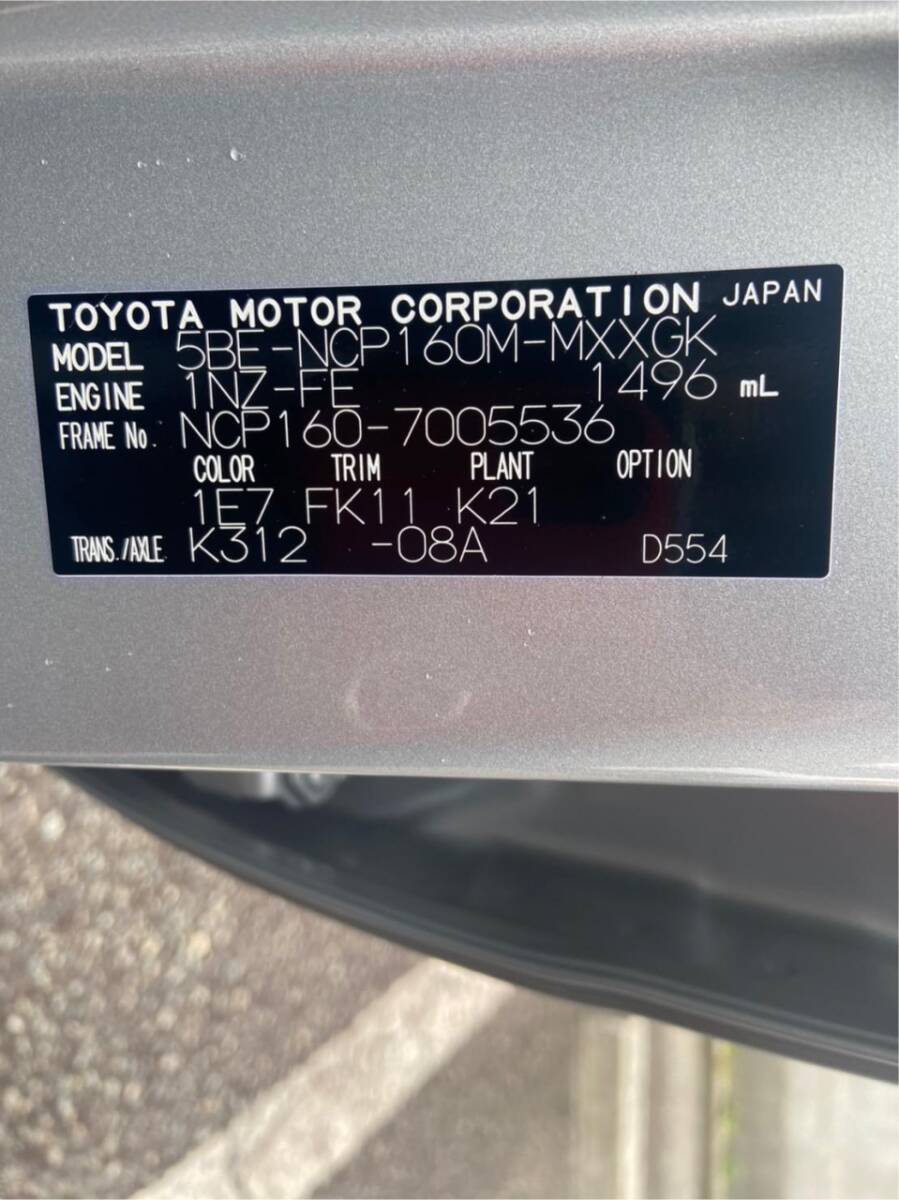 TOYOTA MOTOR CORPORATION JAPAN
MODEL 5BE-NCP160M-MXXGK
ENGINE 1NZ-FE 1496 mL
FRAME No. NCP160-7005536
COLOR TRIM PLANT OPTION
1E7 FK11 K21
TRANS./AXLE K312 -08A D554